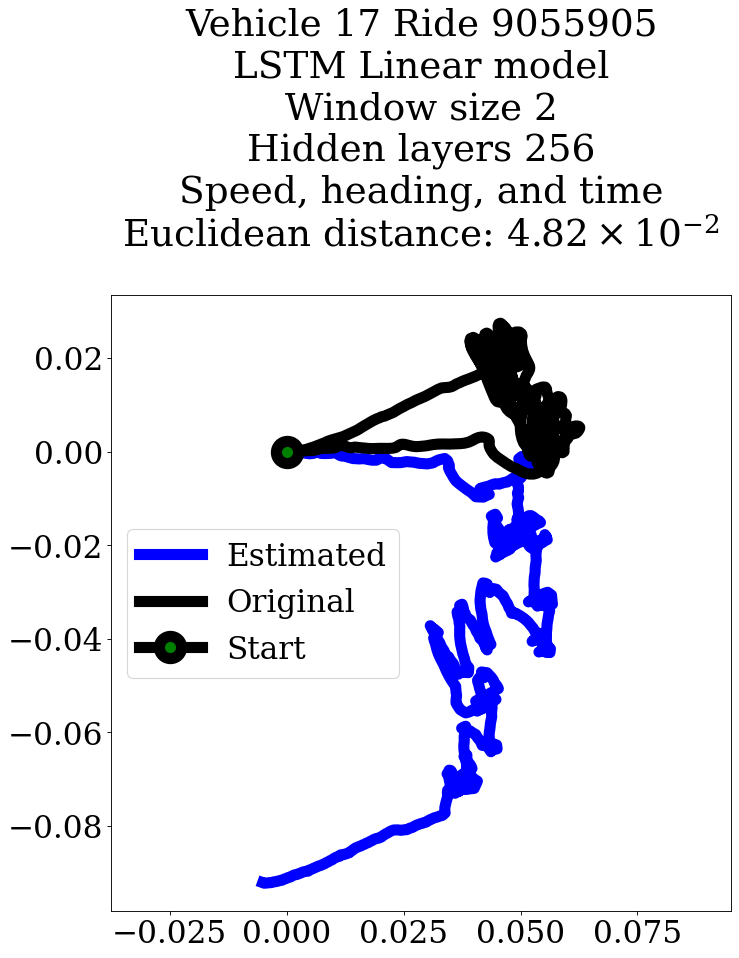 Vehicle 17 Ride 9055905
LSTM Linear model
Window size 2
Hidden layers 256
Speed, heading, and time
Euclidean distance: 4.82 × 10⁻²
0.02
0.00
−0.02
−0.04
−0.06
−0.08
Estimated
Original
Start
−0.025 0.000 0.025 0.050 0.075